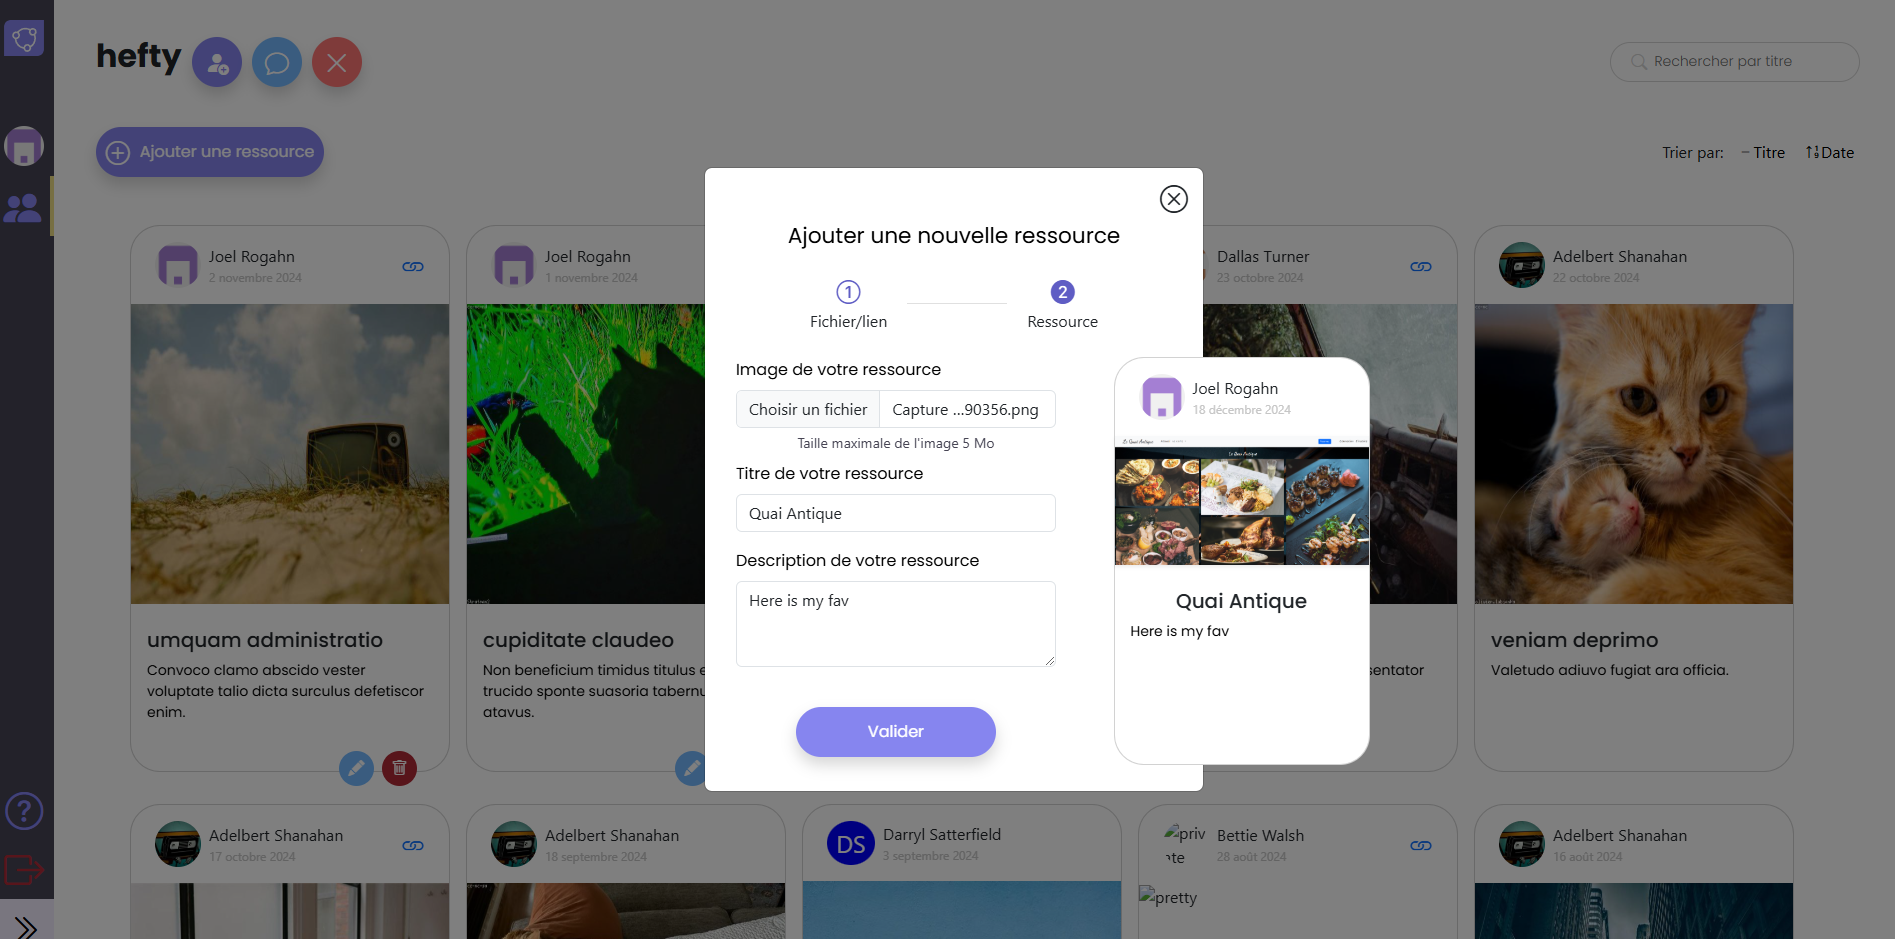 hefty
Rechercher par titre
Ajouter une ressource
Trier par: Titre Date
Joel Rogahn
2 novembre 2024
umquam administratio
Convoco clamo abscido vester
voluptate talio dicta surculus defetiscor
enim.
Joel Rogahn
1 novembre 2024
cupiditate claudeo
Non beneficium timidus titulus
trucido sponte suasoria
atavus.
Ajouter une nouvelle ressource
1
Fichier/lien
2
Ressource
Image de votre ressource
Choisir un fichier Capture ...90356.png
Taille maximale de l'image 5 Mo
Titre de votre ressource
Quai Antique
Description de votre ressource
Here is my fav
Valider
Joel Rogahn
18 décembre 2024
Le Quai Antique
Le Quai Antique
Quai Antique
Here is my fav
Dallas Turner
23 octobre 2024
Adelbert Shanahan
22 octobre 2024
veniam deprimo
Valetudo adiuvo fugiat ara officia.
?
Adelbert Shanahan
17 octobre 2024
Adelbert Shanahan
18 septembre 2024
DS
Darryl Satterfield
3 septembre 2024
priv
te
Bettie Walsh
28 août 2024
pretty
Adelbert Shanahan
16 août 2024